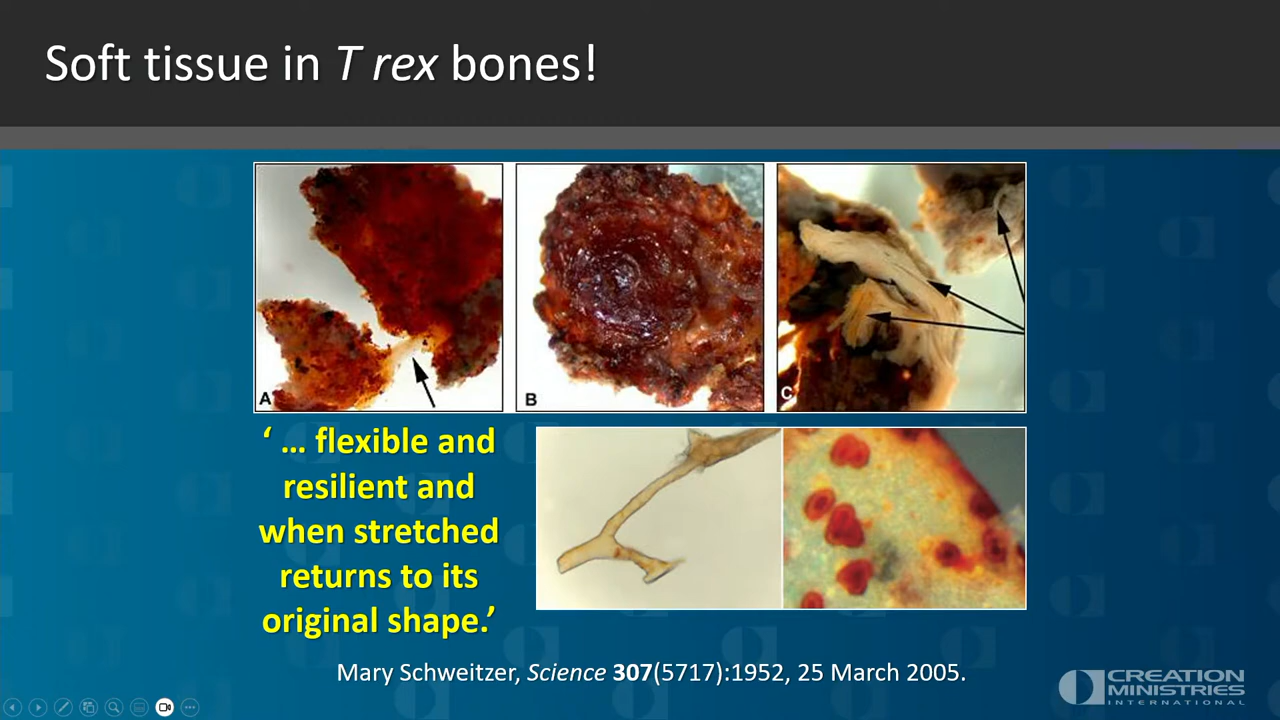 Soft tissue in T rex bones!
A
B
C
‘ … flexible and
resilient and
when stretched
returns to its
original shape.’
Mary Schweitzer, Science 307(5717):1952, 25 March 2005.
CREATION
MINISTRIES
INTERNATIONAL